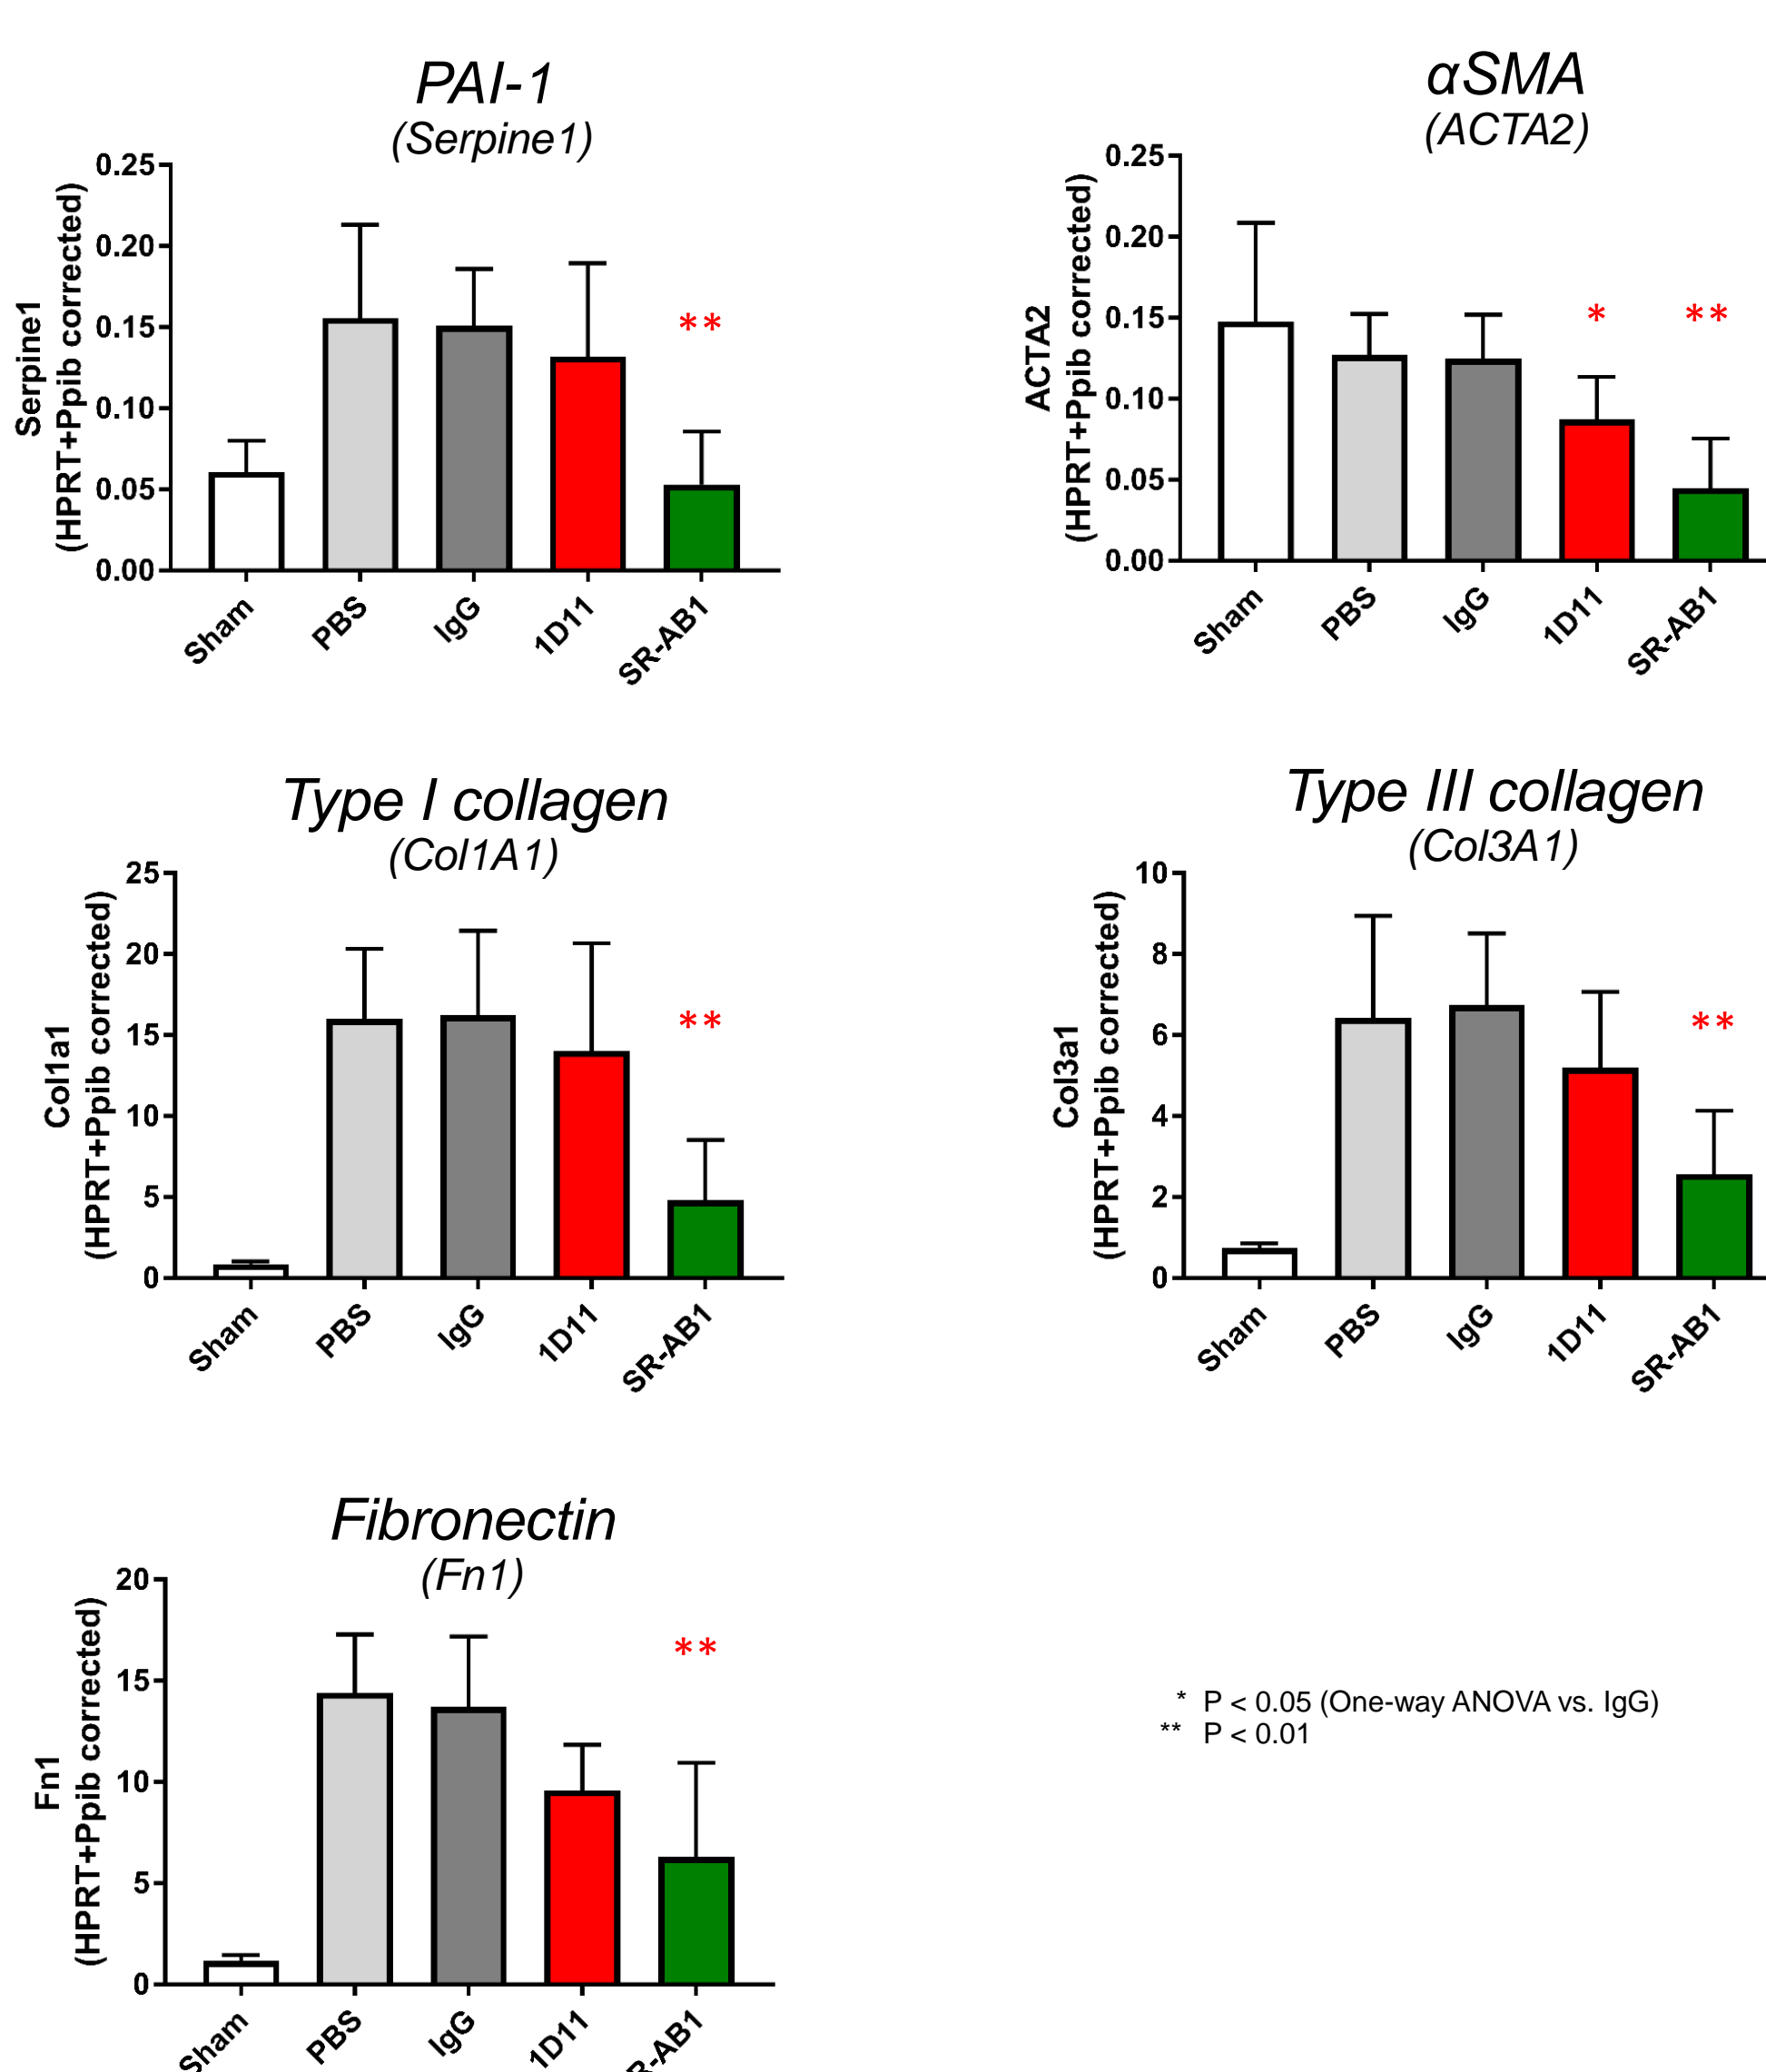 PAI-1
(Serpine1)
Serpine1
(HPRT+Ppib corrected)
0.25
0.20
0.15
0.10
0.05
0.00
**
Sham
PBS
IgG
1D11
SR-AB1
αSMA
(ACTA2)
ACTA2
(HPRT+Ppib corrected)
0.25
0.20
0.15
0.10
0.05
0.00
*
**
Sham
PBS
IgG
1D11
SR-AB1
Type I collagen
(Col1A1)
Col1a1
(HPRT+Ppib corrected)
25
20
15
10
5
0
**
Sham
PBS
IgG
1D11
SR-AB1
Type III collagen
(Col3A1)
Col3a1
(HPRT+Ppib corrected)
10
8
6
4
2
0
**
Sham
PBS
IgG
1D11
SR-AB1
Fibronectin
(Fn1)
Fn1
(HPRT+Ppib corrected)
20
15
10
5
0
**
Sham
PBS
IgG
1D11
R-AB1
* P < 0.05 (One-way ANOVA vs. IgG)
** P < 0.01